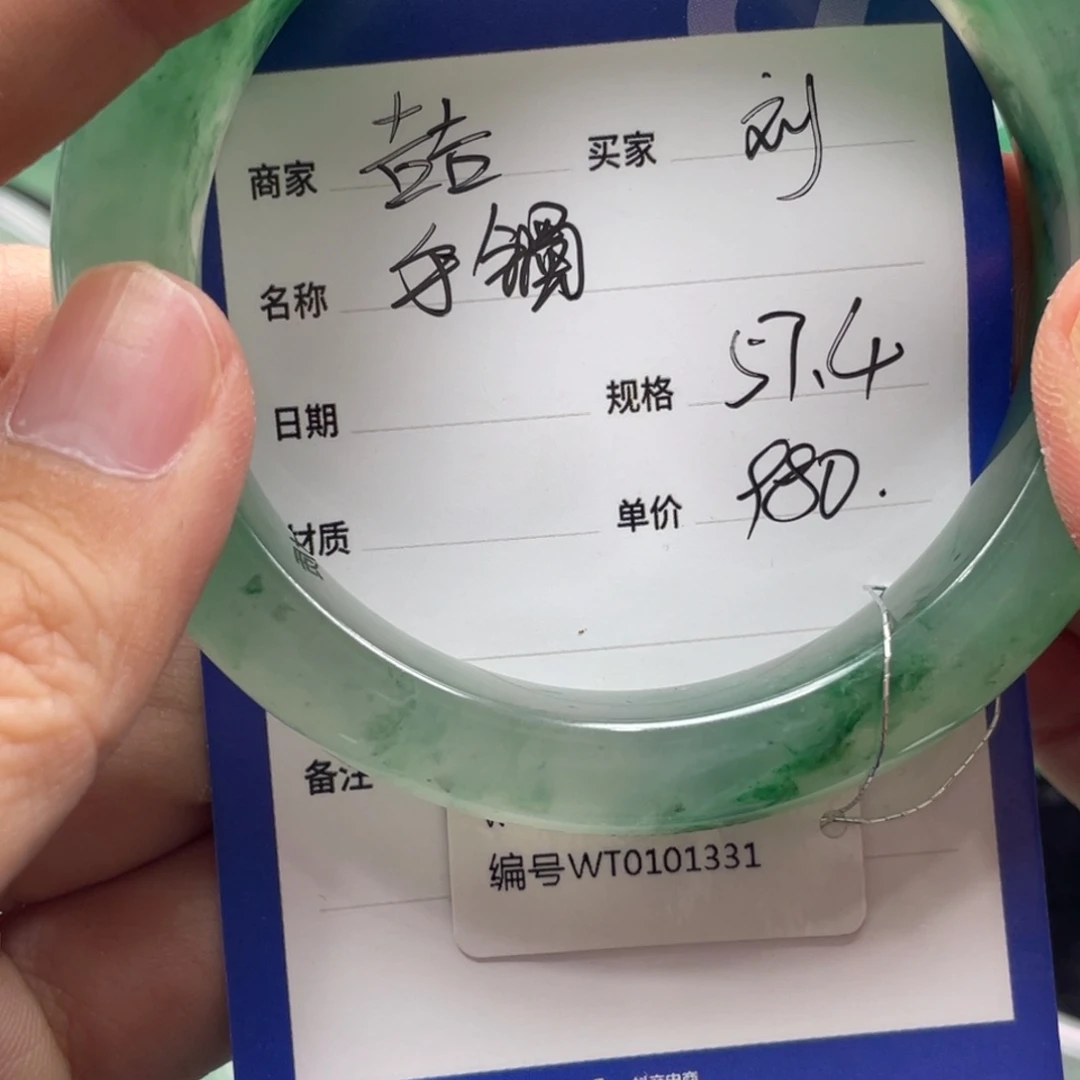 商家 喆 买家 刘
名称 手镯
日期 规格 57.4
材质 单价
备注
编号WT0101331